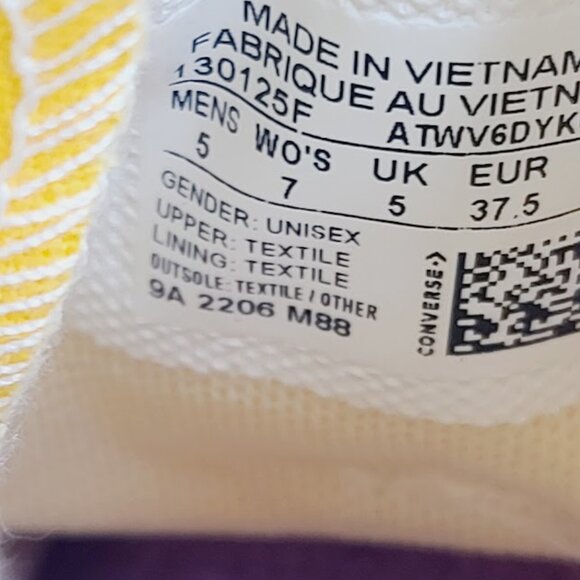 MADE IN VIETNAM
FABRIQUE AU VIETN
130125F ATWV6DYK
MENS WO'S UK EUR
5 7 5 37.5
GENDER: UNISEX
UPPER: TEXTILE
LINING: TEXTILE
OUTSOLE: TEXTILE / OTHER
9A 2206 M88
CONVERSE